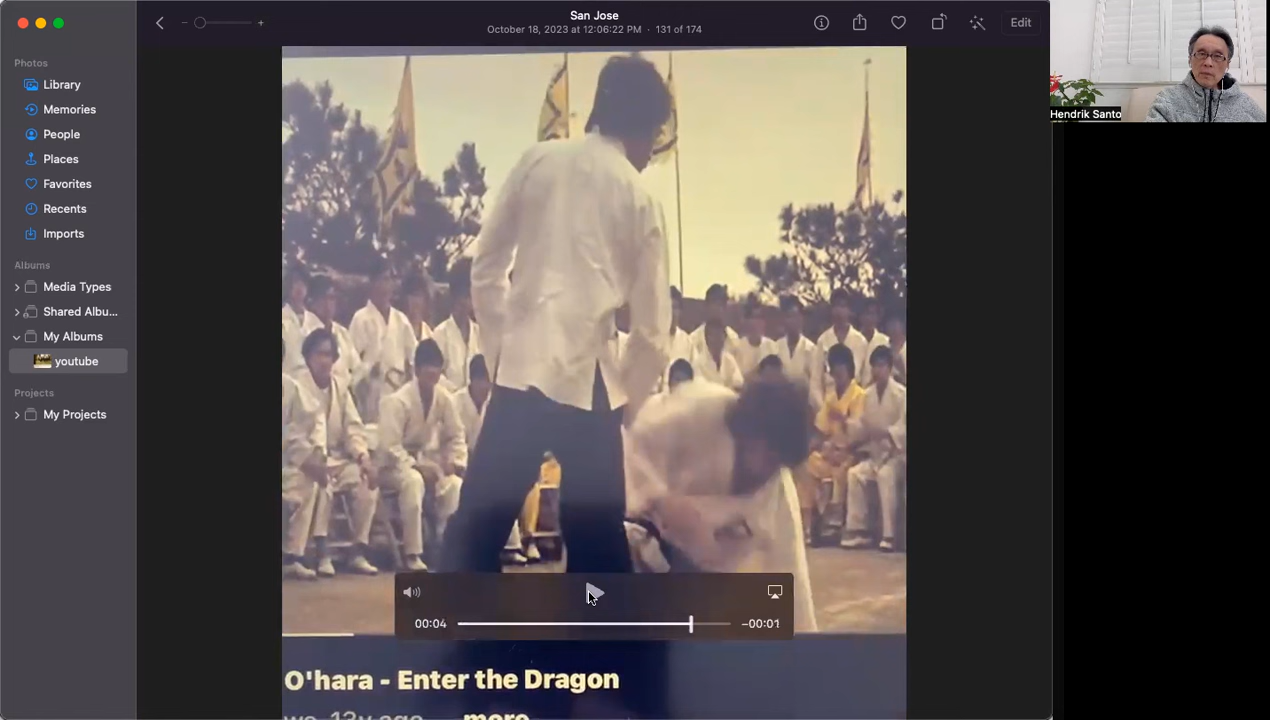 San Jose
October 18, 2023 at 12:06:22 PM · 131 of 174
Edit
Photos
Library
Memories
People
Places
Favorites
Recents
Imports
Albums
Media Types
Shared Albu...
My Albums
youtube
Projects
My Projects
Hendrik Santo
00:04
−00:01
O'hara - Enter the Dragon
13y ago
more